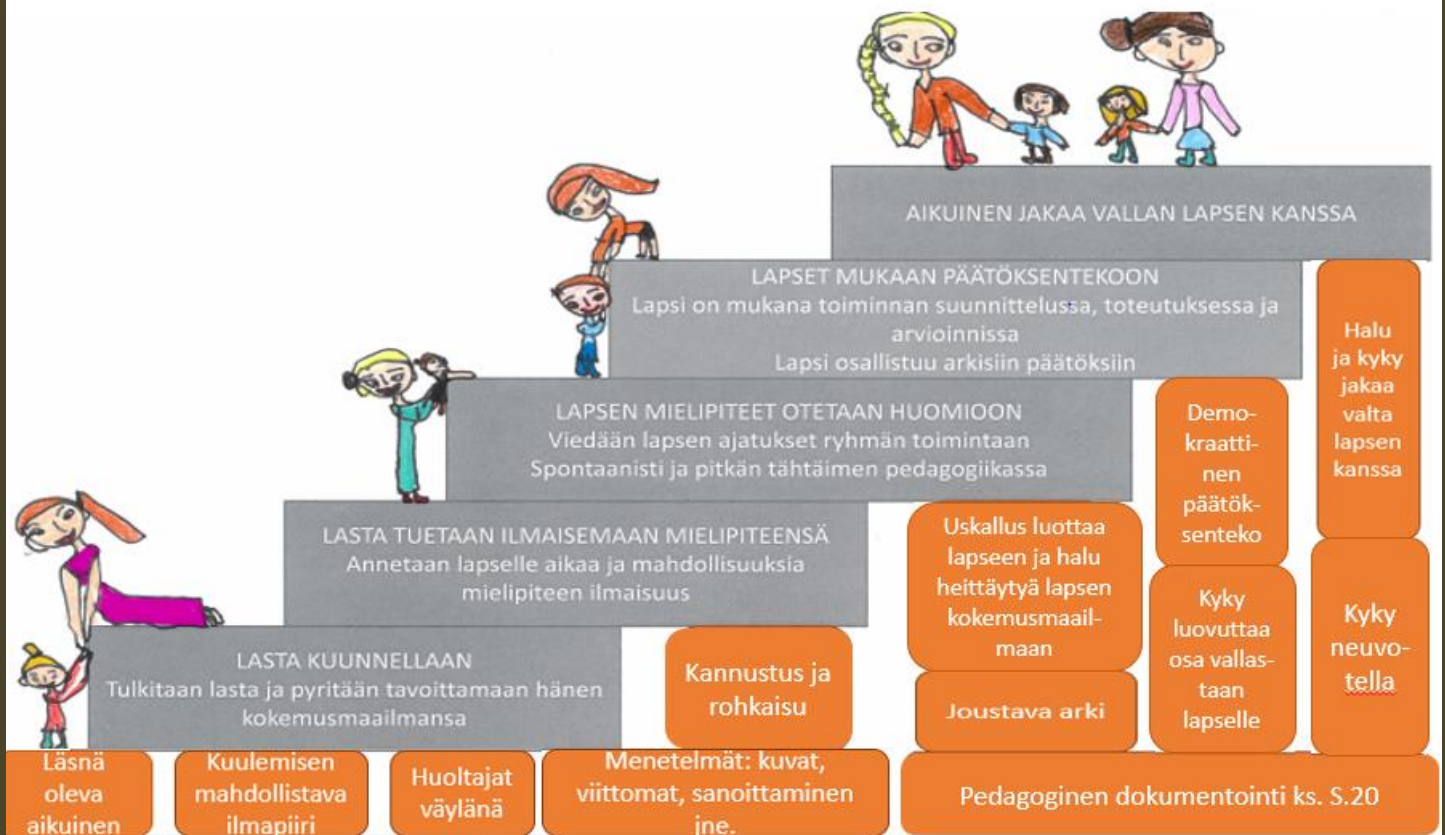 AIKUINEN JAKAA VALLAN LAPSEN KANSSA
LAPSET MUKAAN PÄÄTÖKSENTEKOON
Lapsi on mukana toiminnan suunnittelussa, toteutuksessa ja
arvioinnissa
Lapsi osallistuu arkisiin päätöksiin
LAPSEN MIELIPITEET OTETAAN HUOMIOON
Viedään lapsen ajatukset ryhmän toimintaan
Spontaanisti ja pitkän tähtäimen pedagogiikassa
LASTA TUETAAN ILMAISEMAAN MIELIPITEENSÄ
Annetaan lapselle aikaa ja mahdollisuuksia
mielipiteen ilmaisuus
LASTA KUUNNELLAAN
Tulkitaan lasta ja pyritään tavoittamaan hänen
kokemusmaailmansa
Läsnä
oleva
aikuinen
Kuulemisen
mahdollistava
ilmapiiri
Huoltajat
väylänä
Menetelmät: kuvat,
viittomat, sanoittaminen
jne.
Kannustus ja
rohkaisu
Uskallus luottaa
lapseen ja halu
heittäytyä lapsen
kokemusmaail-
maan
Joustava arki
Demo-
kraatti-
nen
päätök-
senteko
Kyky
luovuttaa
osa vallas-
taan
lapselle
Halu
ja kyky
jakaa
valta
lapsen
kanssa
Kyky
neuvo-
tella
Pedagoginen dokumentointi ks. S.20